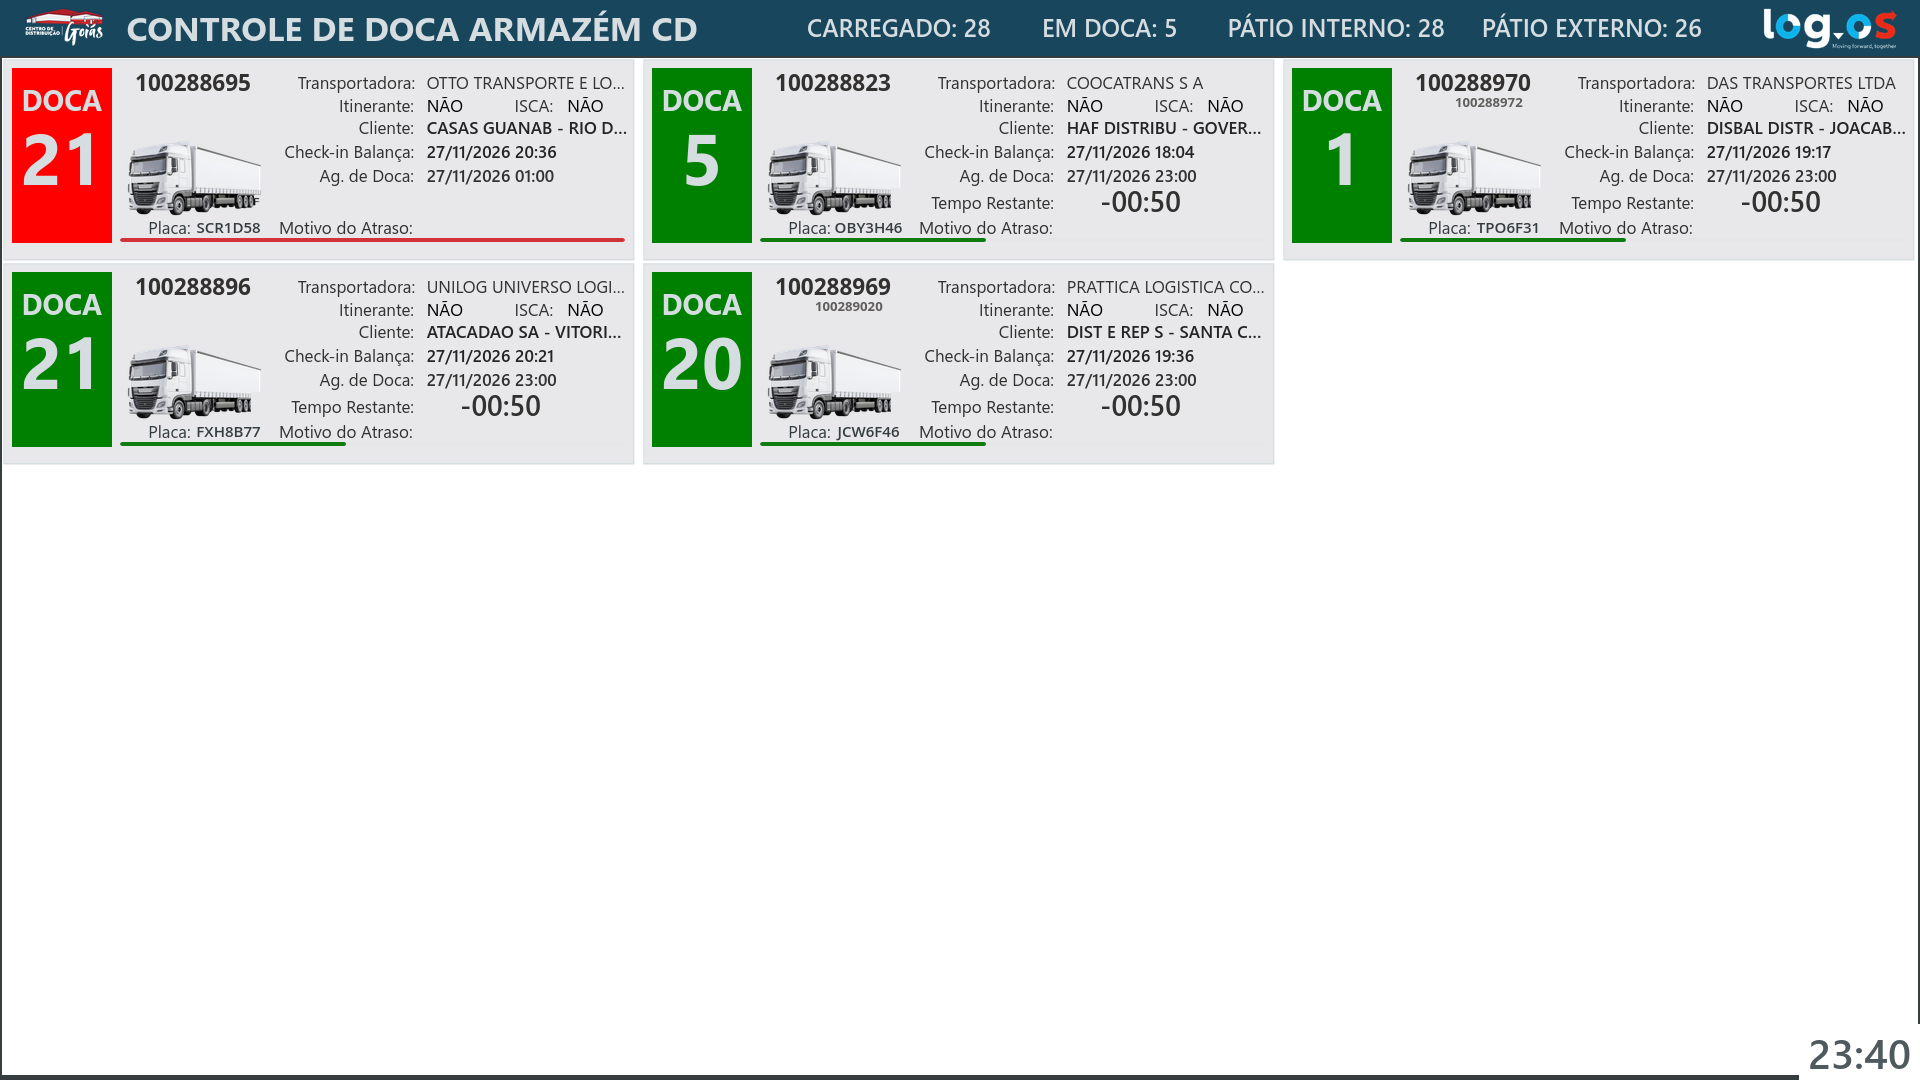 CENTRO DE DISTRIBUIÇÃO Goiás
CONTROLE DE DOCA ARMAZÉM CD
CARREGADO: 28
EM DOCA: 5
PÁTIO INTERNO: 28
PÁTIO EXTERNO: 26
log.os
Moving forward, together
DOCA
21
100288695
Transportadora: OTTO TRANSPORTE E LO...
Itinerante: NÃO ISCA: NÃO
Cliente: CASAS GUANAB - RIO D...
Check-in Balança: 27/11/2026 20:36
Ag. de Doca: 27/11/2026 01:00
Placa: SCR1D58 Motivo do Atraso:
DOCA
5
100288823
Transportadora: COOCATRANS S A
Itinerante: NÃO ISCA: NÃO
Cliente: HAF DISTRIBU - GOVER...
Check-in Balança: 27/11/2026 18:04
Ag. de Doca: 27/11/2026 23:00
Tempo Restante: -00:50
Placa: OBY3H46 Motivo do Atraso:
DOCA
1
100288970
100288972
Transportadora: DAS TRANSPORTES LTDA
Itinerante: NÃO ISCA: NÃO
Cliente: DISBAL DISTR - JOACAB...
Check-in Balança: 27/11/2026 19:17
Ag. de Doca: 27/11/2026 23:00
Tempo Restante: -00:50
Placa: TPO6F31 Motivo do Atraso:
DOCA
21
100288896
Transportadora: UNILOG UNIVERSO LOGI...
Itinerante: NÃO ISCA: NÃO
Cliente: ATACADAO SA - VITORI...
Check-in Balança: 27/11/2026 20:21
Ag. de Doca: 27/11/2026 23:00
Tempo Restante: -00:50
Placa: FXH8B77 Motivo do Atraso:
DOCA
20
100288969
100289020
Transportadora: PRATTICA LOGISTICA CO...
Itinerante: NÃO ISCA: NÃO
Cliente: DIST E REP S - SANTA C...
Check-in Balança: 27/11/2026 19:36
Ag. de Doca: 27/11/2026 23:00
Tempo Restante: -00:50
Placa: JCW6F46 Motivo do Atraso:
23:40